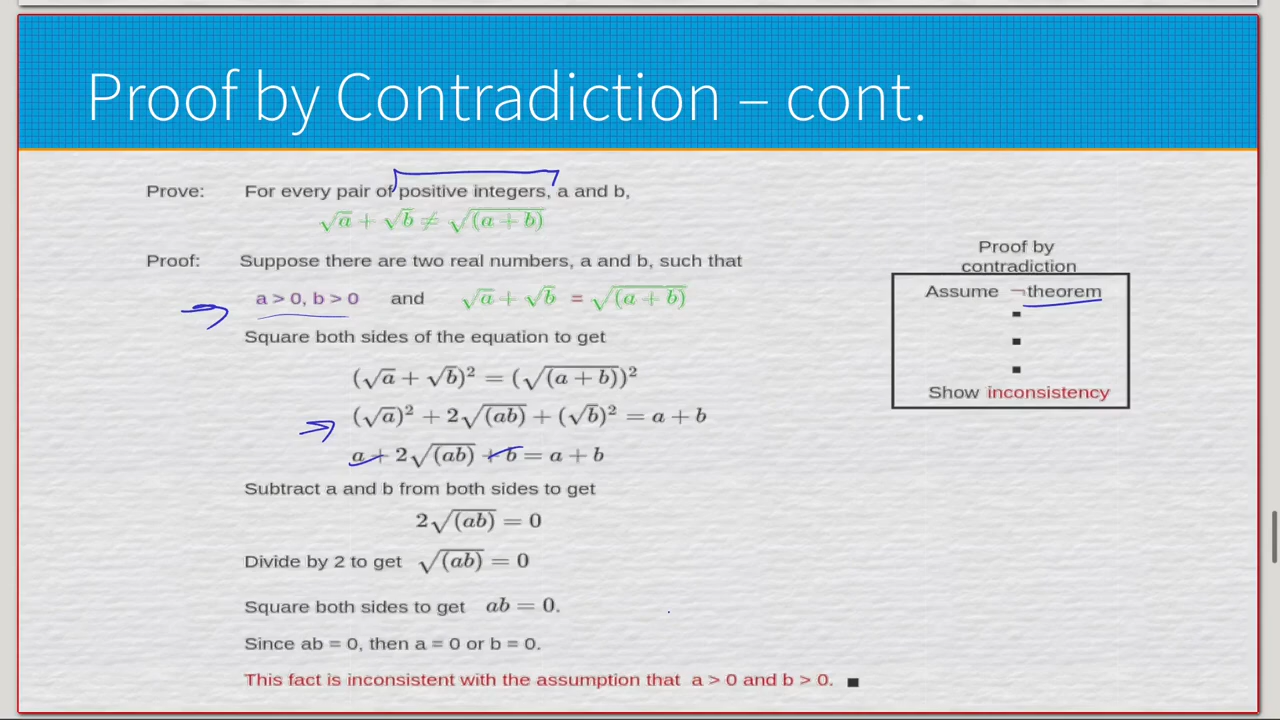 Proof by Contradiction – cont.
Prove: For every pair of positive integers, a and b,
√a + √b ≠ √(a + b)
Proof: Suppose there are two real numbers, a and b, such that
a > 0, b > 0 and √a + √b = √(a + b)
Square both sides of the equation to get
(√a + √b)² = (√(a + b))²
(√a)² + 2√(ab) + (√b)² = a + b
a + 2√(ab) + b = a + b
Subtract a and b from both sides to get
2√(ab) = 0
Divide by 2 to get √(ab) = 0
Square both sides to get ab = 0.
Since ab = 0, then a = 0 or b = 0.
This fact is inconsistent with the assumption that a > 0 and b > 0. ■
Proof by
contradiction
Assume ¬theorem
Show inconsistency